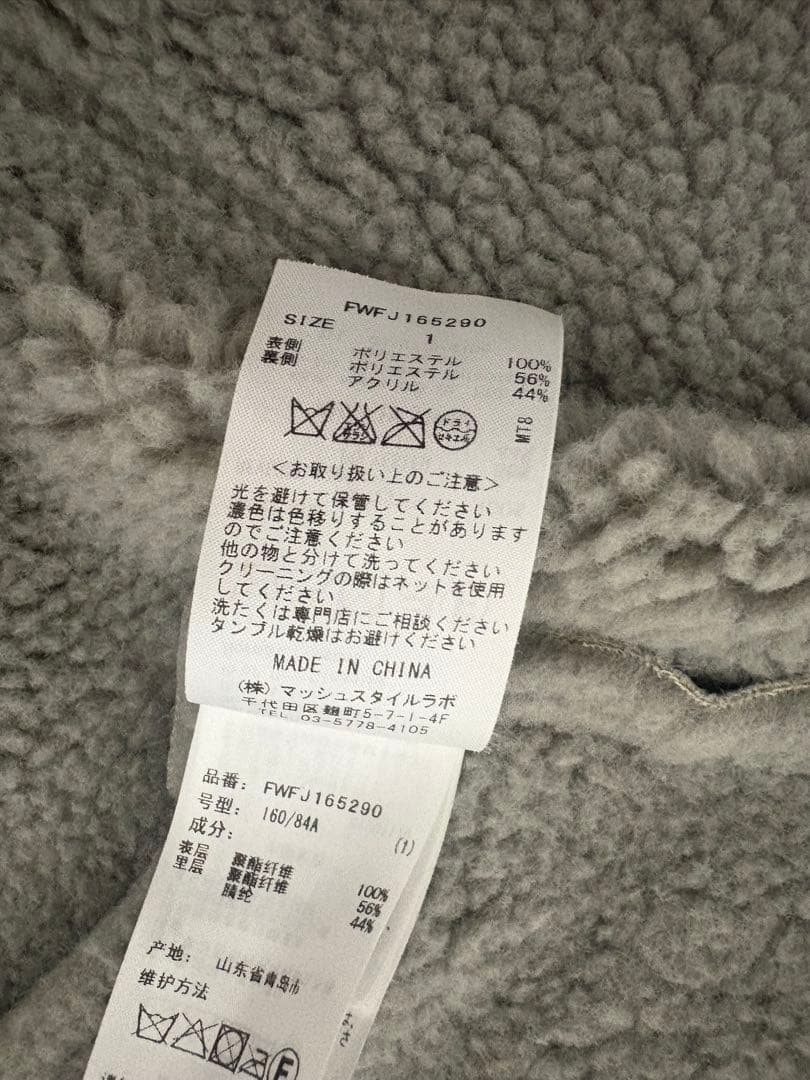 FWFJ165290
SIZE 1
表側 ポリエステル 100%
裏側 ポリエステル 56%
アクリル 44%
ドライ
セキユ系
M18
<お取り扱い上のご注意>
光を避けて保管してください
濃色は色移りすることがあります
のでご注意ください
他の物と分けて洗ってください
クリーニングの際はネットを使用
してください
洗たくは専門店にご相談ください
タンブル乾燥はお避けください
MADE IN CHINA
(株)マッシュスタイルラボ
千代田区麹町5-7-1-4F
TEL 03-5778-4105
品番: FWFJ165290
号型: 160/84A (1)
成分:
表层 聚酯纤维 100%
里层 聚酯纤维 56%
腈纶 44%
产地: 山东省青岛市
维护方法
F